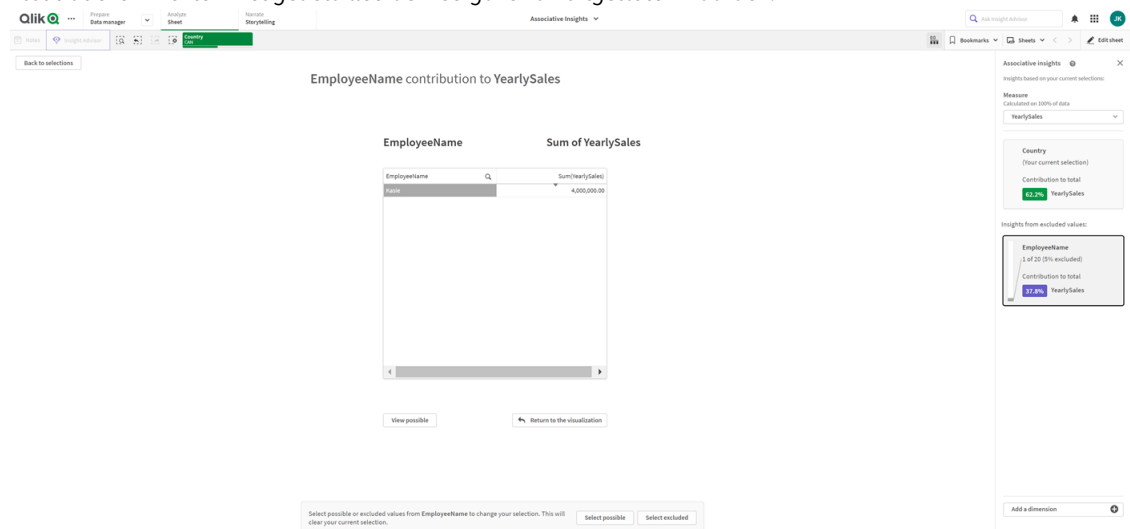 Qlik
Prepare
Data manager
Analyze
Sheet
Narrate
Storytelling
Associative Insights
Ask Insight Advisor
JK
Notes
Insight Advisor
Country
CAN
Bookmarks
Sheets
Edit sheet
Back to selections
EmployeeName contribution to YearlySales
EmployeeName
Sum of YearlySales
EmployeeName
Sum(YearlySales)
Kasie
4,000,000.00
View possible
Return to the visualization
Select possible or excluded values from EmployeeName to change your selection. This will
clear your current selection.
Select possible
Select excluded
Associative insights
Insights based on your current selections:
Measure
Calculated on 100% of data
YearlySales
Country
(Your current selection)
Contribution to total
62.2% YearlySales
Insights from excluded values:
EmployeeName
1 of 20 (5% excluded)
Contribution to total
37.8% YearlySales
Add a dimension